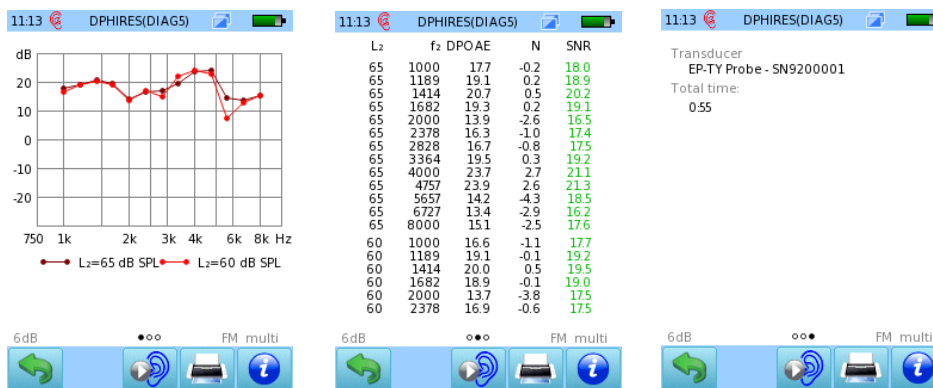 11:13 DPHIRES(DIAG5)
dB
20
10
0
-10
-20
750 1k 2k 3k 4k 6k 8k Hz
L₂=65 dB SPL L₂=60 dB SPL
6dB FM multi
11:13 DPHIRES(DIAG5)
L₂ f₂ DPOAE N SNR
65 1000 17.7 -0.2 18.0
65 1189 19.1 0.2 18.9
65 1414 20.7 0.5 20.2
65 1682 19.3 0.2 19.1
65 2000 13.9 -2.6 16.5
65 2378 16.3 -1.0 17.4
65 2828 16.7 -0.8 17.5
65 3364 19.5 0.3 19.2
65 4000 23.7 2.7 21.1
65 4757 23.9 2.6 21.3
65 5657 14.2 -4.3 18.5
65 6727 13.4 -2.9 16.2
65 8000 15.1 -2.5 17.6
60 1000 16.6 -1.1 17.7
60 1189 19.1 -0.1 19.2
60 1414 20.0 0.5 19.5
60 1682 18.9 -0.1 19.0
60 2000 13.7 -3.8 17.5
60 2378 16.9 -0.6 17.5
6dB FM multi
11:13 DPHIRES(DIAG5)
Transducer
EP-TY Probe - SN9200001
Total time:
0:55
6dB FM multi